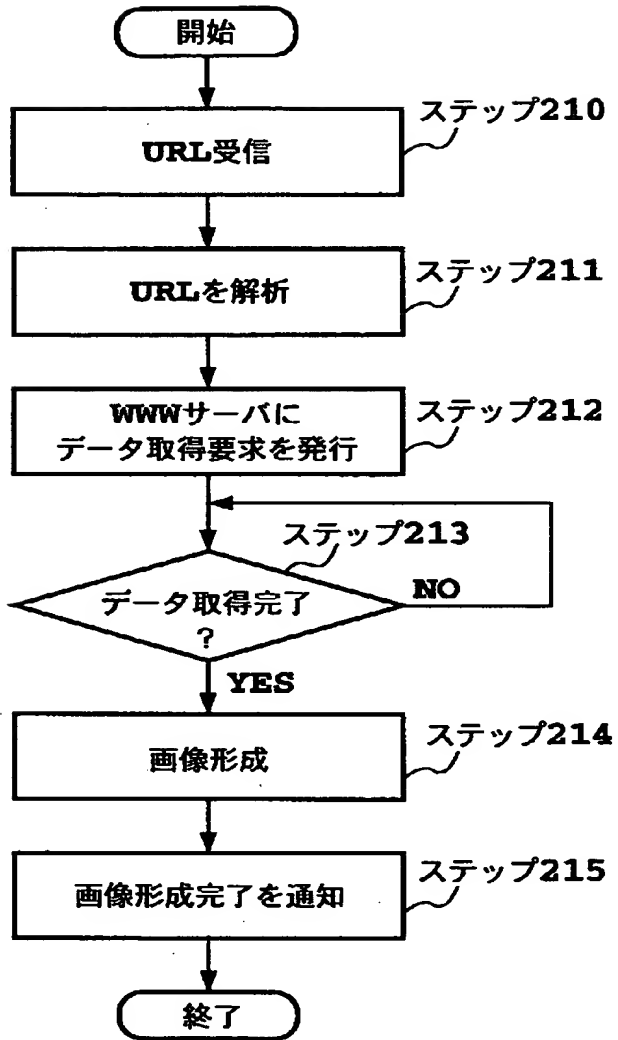 開始
ステップ210
URL受信
ステップ211
URLを解析
ステップ212
WWWサーバに
データ取得要求を発行
ステップ213
データ取得完了
?
NO
YES
ステップ214
画像形成
ステップ215
画像形成完了を通知
終了